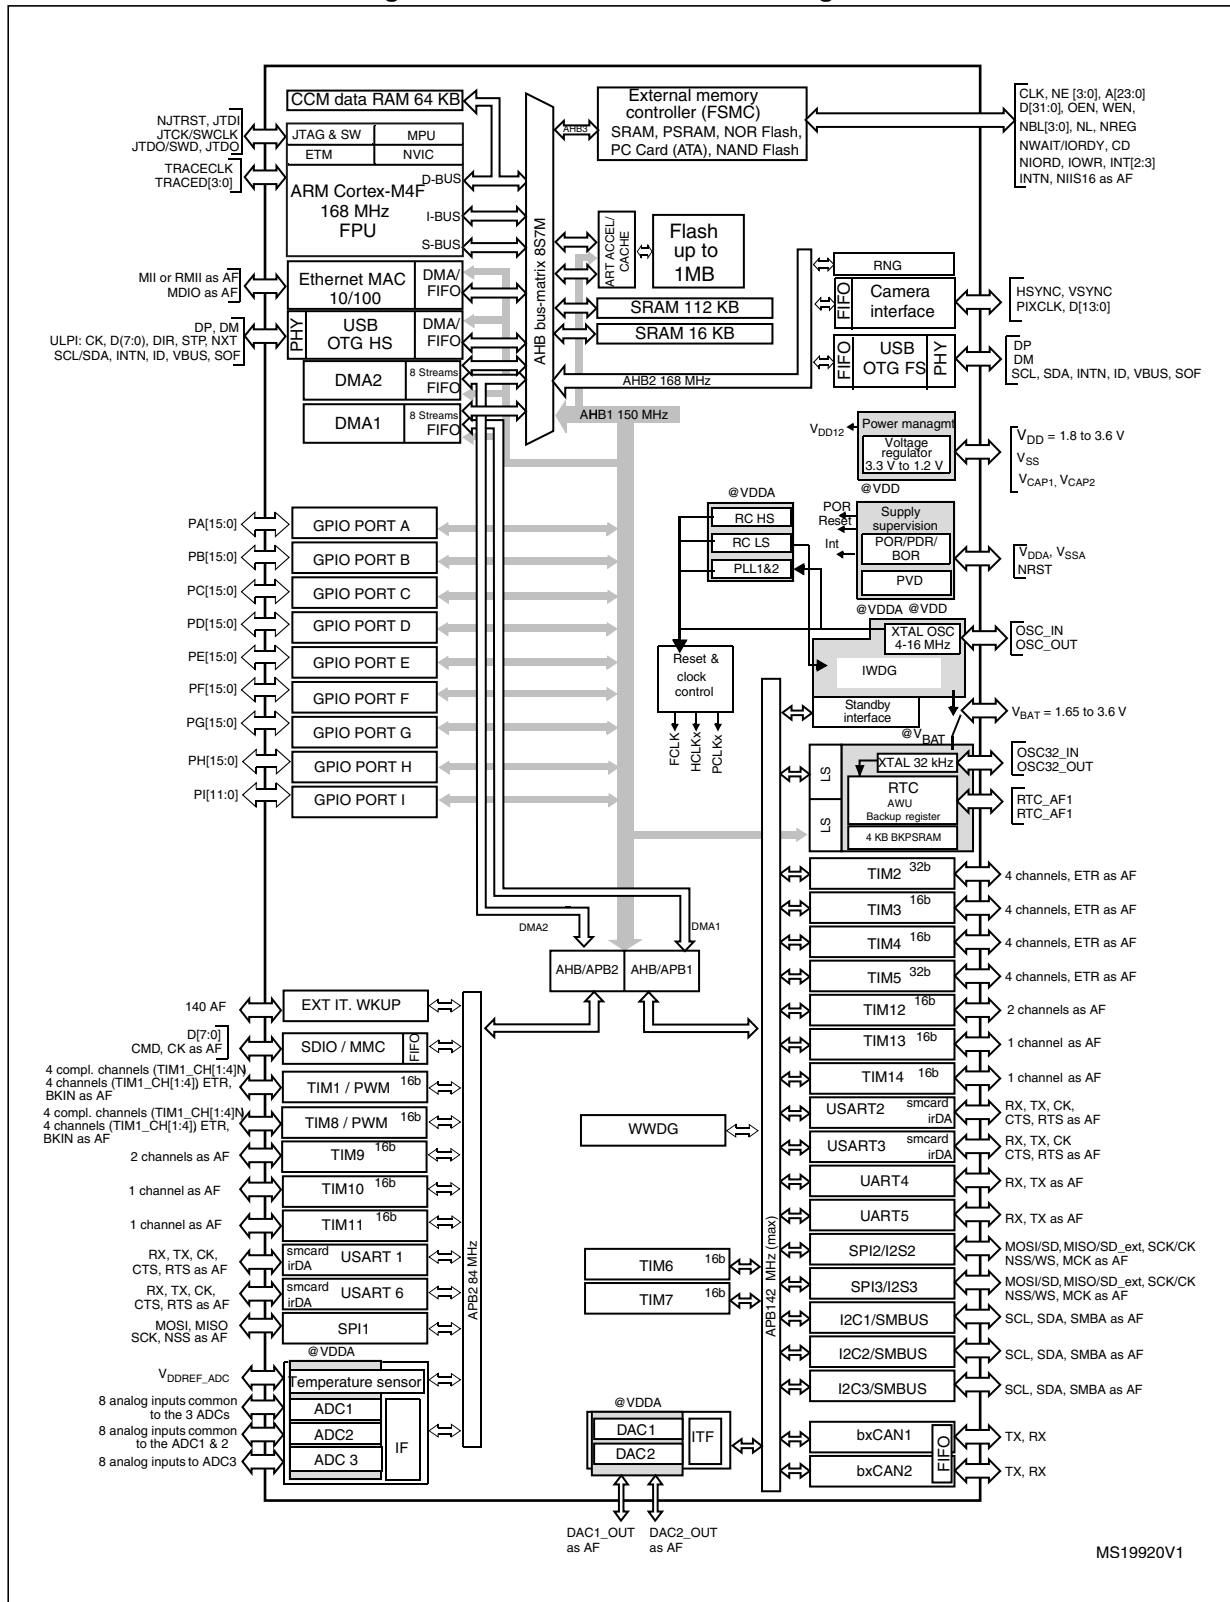 CCM data RAM 64 KB
External memory
controller (FSMC)
SRAM, PSRAM, NOR Flash,
PC Card (ATA), NAND Flash
AHB3
CLK, NE [3:0], A[23:0]
D[31:0], OEN, WEN,
NBL[3:0], NL, NREG
NWAIT/IORDY, CD
NIORD, IOWR, INT[2:3]
INTN, NIIS16 as AF
NJTRST, JTDI
JTCK/SWCLK
JTDO/SWD, JTDO
TRACECLK
TRACED[3:0]
JTAG & SW
MPU
ETM
NVIC
ARM Cortex-M4F
168 MHz
FPU
D-BUS
I-BUS
S-BUS
AHB bus-matrix 8S7M
ART ACCEL/
CACHE
Flash
up to
1MB
SRAM 112 KB
SRAM 16 KB
AHB2 168 MHz
AHB1 150 MHz
MII or RMII as AF
MDIO as AF
Ethernet MAC
10/100
DMA/
FIFO
DP, DM
ULPI: CK, D(7:0), DIR, STP, NXT
SCL/SDA, INTN, ID, VBUS, SOF
PHY
USB
OTG HS
DMA/
FIFO
DMA2
8 Streams
FIFO
DMA1
8 Streams
FIFO
RNG
FIFO
Camera
interface
HSYNC, VSYNC
PIXCLK, D[13:0]
FIFO
USB
OTG FS
PHY
DP
DM
SCL, SDA, INTN, ID, VBUS, SOF
VDD12
Power managmt
Voltage
regulator
3.3 V to 1.2 V
VDD = 1.8 to 3.6 V
VSS
VCAP1, VCAP2
@VDD
@VDDA
RC HS
RC LS
PLL1&2
POR
Reset
Int
Supply
supervision
POR/PDR/
BOR
PVD
VDDA, VSSA
NRST
@VDDA @VDD
XTAL OSC
4-16 MHz
OSC_IN
OSC_OUT
IWDG
Reset &
clock
control
FCLK
HCLKx
PCLKx
Standby
interface
VBAT = 1.65 to 3.6 V
@VBAT
LS
LS
XTAL 32 kHz
OSC32_IN
OSC32_OUT
RTC
AWU
Backup register
4 KB BKPSRAM
RTC_AF1
RTC_AF1
PA[15:0]
GPIO PORT A
PB[15:0]
GPIO PORT B
PC[15:0]
GPIO PORT C
PD[15:0]
GPIO PORT D
PE[15:0]
GPIO PORT E
PF[15:0]
GPIO PORT F
PG[15:0]
GPIO PORT G
PH[15:0]
GPIO PORT H
PI[11:0]
GPIO PORT I
DMA2
DMA1
AHB/APB2
AHB/APB1
140 AF
EXT IT. WKUP
D[7:0]
CMD, CK as AF
SDIO / MMC
FIFO
4 compl. channels (TIM1_CH[1:4]N
4 channels (TIM1_CH[1:4]) ETR,
BKIN as AF
TIM1 / PWM 16b
4 compl. channels (TIM1_CH[1:4]N
4 channels (TIM1_CH[1:4]) ETR,
BKIN as AF
TIM8 / PWM 16b
2 channels as AF
TIM9 16b
1 channel as AF
TIM10 16b
1 channel as AF
TIM11 16b
RX, TX, CK,
CTS, RTS as AF
smcard
irDA
USART 1
RX, TX, CK,
CTS, RTS as AF
smcard
irDA
USART 6
MOSI, MISO
SCK, NSS as AF
SPI1
APB2 84 MHz
@VDDA
VDDREF_ADC
Temperature sensor
8 analog inputs common
to the 3 ADCs
8 analog inputs common
to the ADC1 & 2
8 analog inputs to ADC3
ADC1
ADC2
ADC 3
IF
WWDG
TIM6 16b
TIM7 16b
@VDDA
DAC1
DAC2
ITF
DAC1_OUT
as AF
DAC2_OUT
as AF
APB142 MHz (max)
TIM2 32b
4 channels, ETR as AF
TIM3 16b
4 channels, ETR as AF
TIM4 16b
4 channels, ETR as AF
TIM5 32b
4 channels, ETR as AF
TIM12 16b
2 channels as AF
TIM13 16b
1 channel as AF
TIM14 16b
1 channel as AF
USART2
smcard
irDA
RX, TX, CK,
CTS, RTS as AF
USART3
smcard
irDA
RX, TX, CK
CTS, RTS as AF
UART4
RX, TX as AF
UART5
RX, TX as AF
SPI2/I2S2
MOSI/SD, MISO/SD_ext, SCK/CK
NSS/WS, MCK as AF
SPI3/I2S3
MOSI/SD, MISO/SD_ext, SCK/CK
NSS/WS, MCK as AF
I2C1/SMBUS
SCL, SDA, SMBA as AF
I2C2/SMBUS
SCL, SDA, SMBA as AF
I2C3/SMBUS
SCL, SDA, SMBA as AF
bxCAN1
TX, RX
FIFO
bxCAN2
TX, RX
MS19920V1